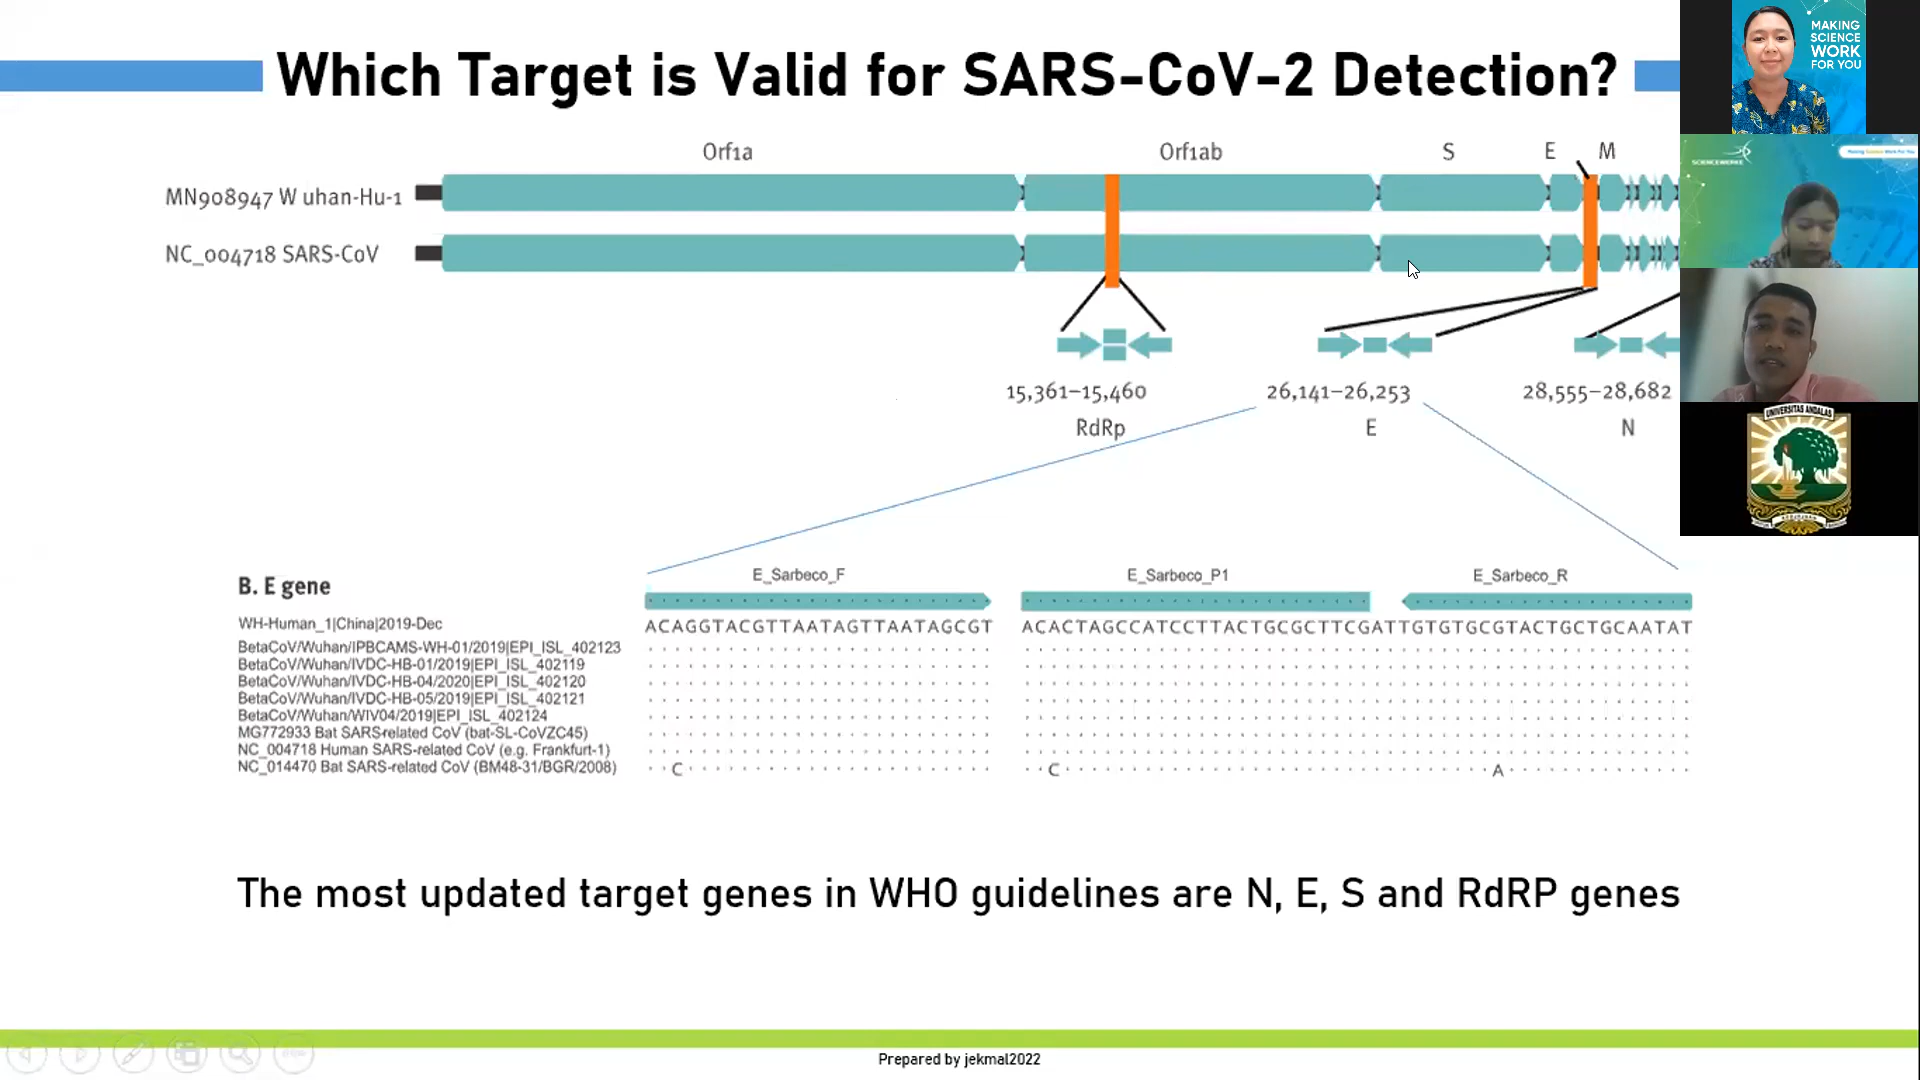 Which Target is Valid for SARS-CoV-2 Detection?
MAKING
SCIENCE
WORK
FOR YOU
Orf1a
Orf1ab
S
E
M
MN908947 W uhan-Hu-1
NC_004718 SARS-CoV
15,361–15,460
26,141–26,253
28,555–28,682
RdRp
E
N
UNIVERSITAS ANDALAS
B. E gene
E_Sarbeco_F
E_Sarbeco_P1
E_Sarbeco_R
WH-Human_1|China|2019-Dec
ACAGGTACGTTAATAGTTAATAGCGT
ACACTAGCCATCCTTACTGCGCTTCGATTGTGTGCGTACTGCTGCAATAT
BetaCoV/Wuhan/IPBCAMS-WH-01/2019|EPI_ISL_402123
BetaCoV/Wuhan/IVDC-HB-01/2019|EPI_ISL_402119
BetaCoV/Wuhan/IVDC-HB-04/2020|EPI_ISL_402120
BetaCoV/Wuhan/IVDC-HB-05/2019|EPI_ISL_402121
BetaCoV/Wuhan/WIV04/2019|EPI_ISL_402124
MG772933 Bat SARS-related CoV (bat-SL-CoVZC45)
NC_004718 Human SARS-related CoV (e.g. Frankfurt-1)
NC_014470 Bat SARS-related CoV (BM48-31/BGR/2008)
C
C
A
The most updated target genes in WHO guidelines are N, E, S and RdRP genes
Prepared by jekmal2022